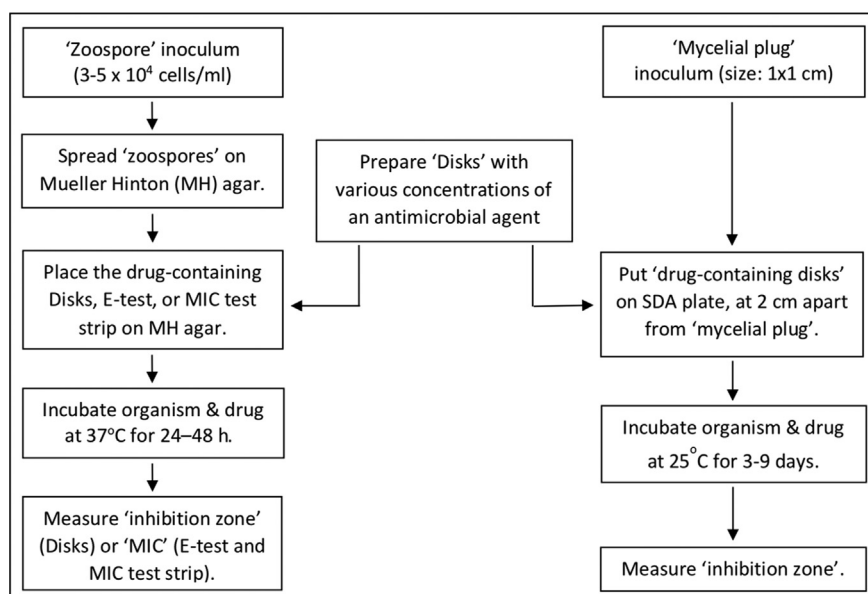 ‘Zoospore’ inoculum
(3-5 x 10⁴ cells/ml)
Spread ‘zoospores’ on
Mueller Hinton (MH) agar.
Place the drug-containing
Disks, E-test, or MIC test
strip on MH agar.
Incubate organism & drug
at 37°C for 24–48 h.
Measure ‘inhibition zone’
(Disks) or ‘MIC’ (E-test and
MIC test strip).
Prepare ‘Disks’ with
various concentrations of
an antimicrobial agent
‘Mycelial plug’
inoculum (size: 1x1 cm)
Put ‘drug-containing disks’
on SDA plate, at 2 cm apart
from ‘mycelial plug’.
Incubate organism & drug
at 25°C for 3-9 days.
Measure ‘inhibition zone’.